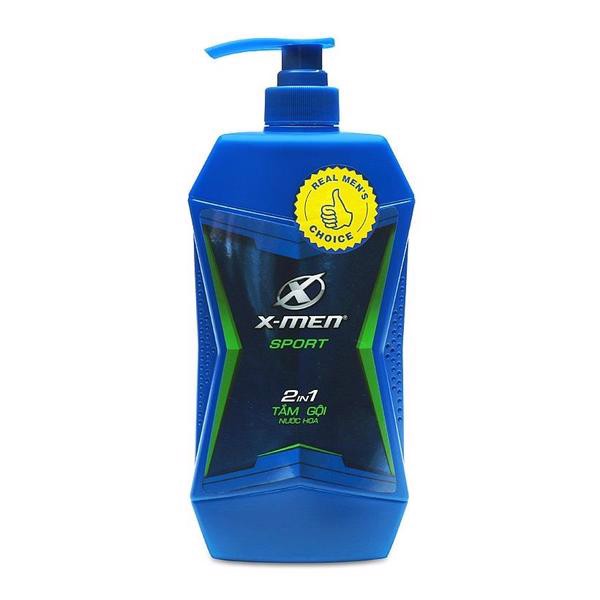 REAL MEN'S
CHOICE
X-MEN®
SPORT
2IN1
TẮM GỘI
NƯỚC HOA